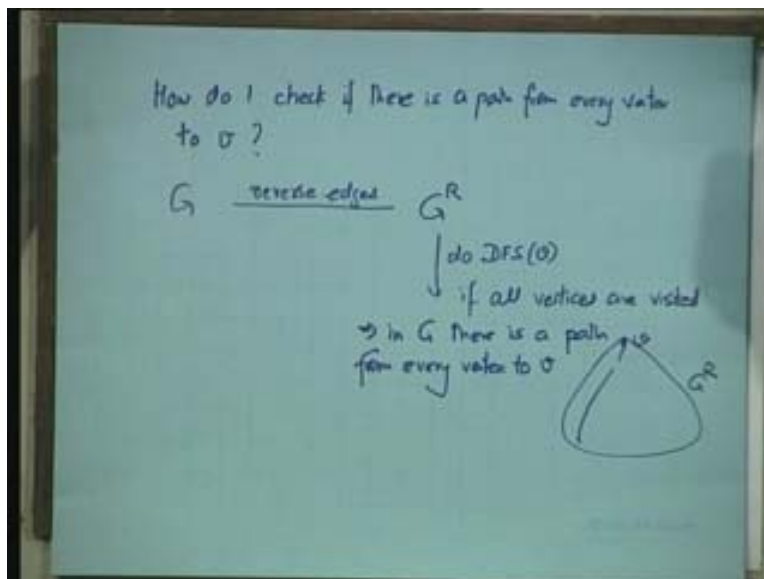 How do I check if there is a path from every vertex
to v ?
G reverse edges G^R
do DFS(v)
if all vertices are visted
⇒ in G there is a path
from every vertex to v
v
G^R